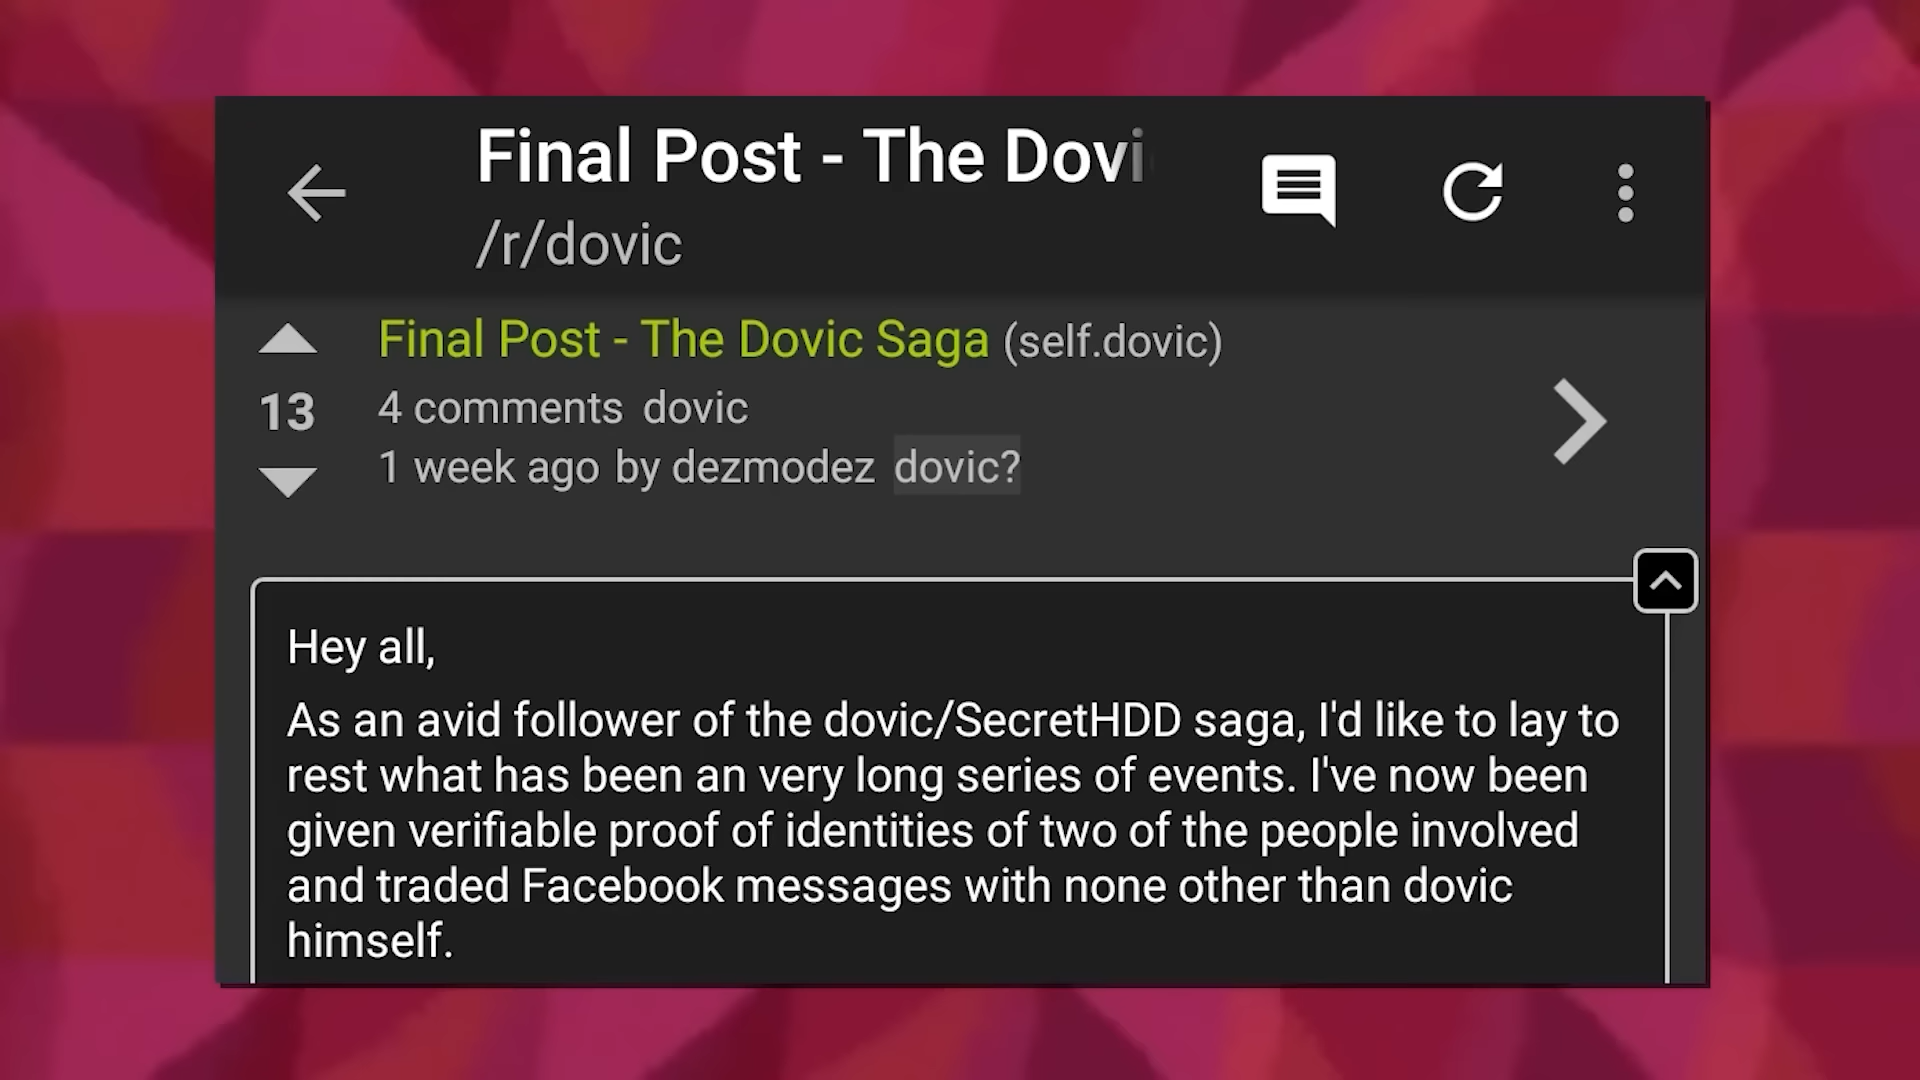 Final Post - The Dovi
/r/dovic
Final Post - The Dovic Saga (self.dovic)
13
4 comments dovic
1 week ago by dezmodez dovic?
Hey all,
As an avid follower of the dovic/SecretHDD saga, I'd like to lay to
rest what has been an very long series of events. I've now been
given verifiable proof of identities of two of the people involved
and traded Facebook messages with none other than dovic
himself.